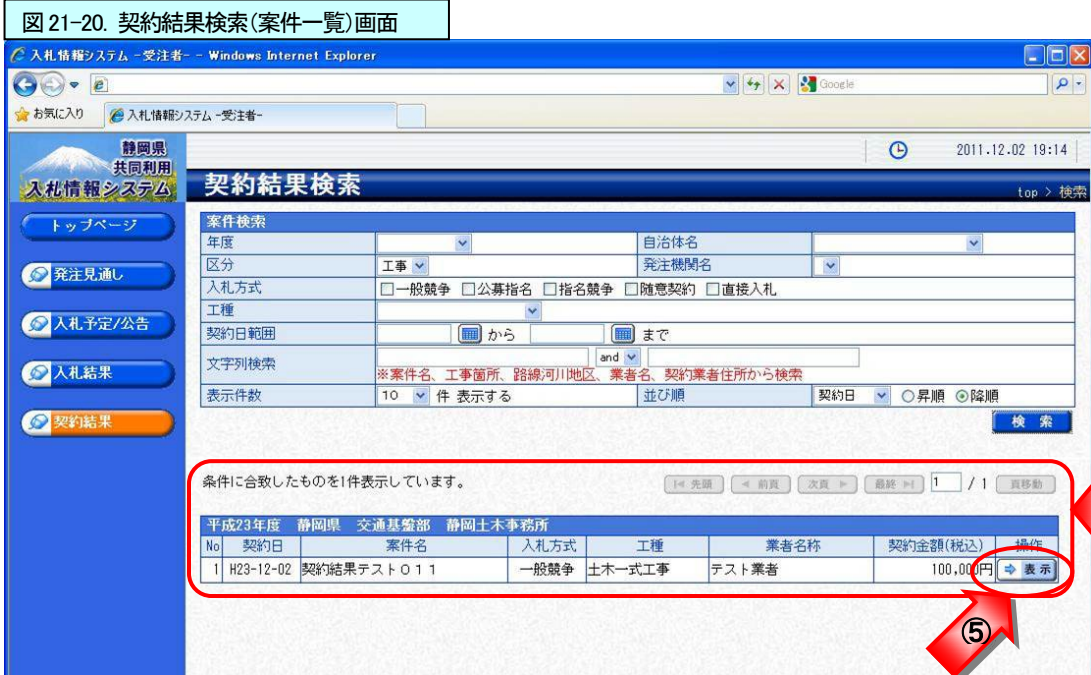 図 21-20. 契約結果検索(案件一覧)画面
入札情報システム -受注者- - Windows Internet Explorer
Google
お気に入り 入札情報システム -受注者-
静岡県
共同利用
入札情報システム
2011.12.02 19:14
契約結果検索
top > 検索
トップページ
発注見通し
入札予定/公告
入札結果
契約結果
案件検索
年度 自治体名
区分 工事 発注機関名
入札方式 一般競争 公募指名 指名競争 随意契約 直接入札
工種
契約日範囲 から まで
文字列検索 and
※案件名、工事箇所、路線河川地区、業者名、契約業者住所から検索
表示件数 10 件 表示する 並び順 契約日 昇順 降順
検 索
条件に合致したものを1件表示しています。 先頭 前頁 次頁 最終 1 / 1 頁移動
平成23年度 静岡県 交通基盤部 静岡土木事務所
No 契約日 案件名 入札方式 工種 業者名称 契約金額(税込) 操作
1 H23-12-02 契約結果テスト011 一般競争 土木一式工事 テスト業者 100,000円 表示
⑤